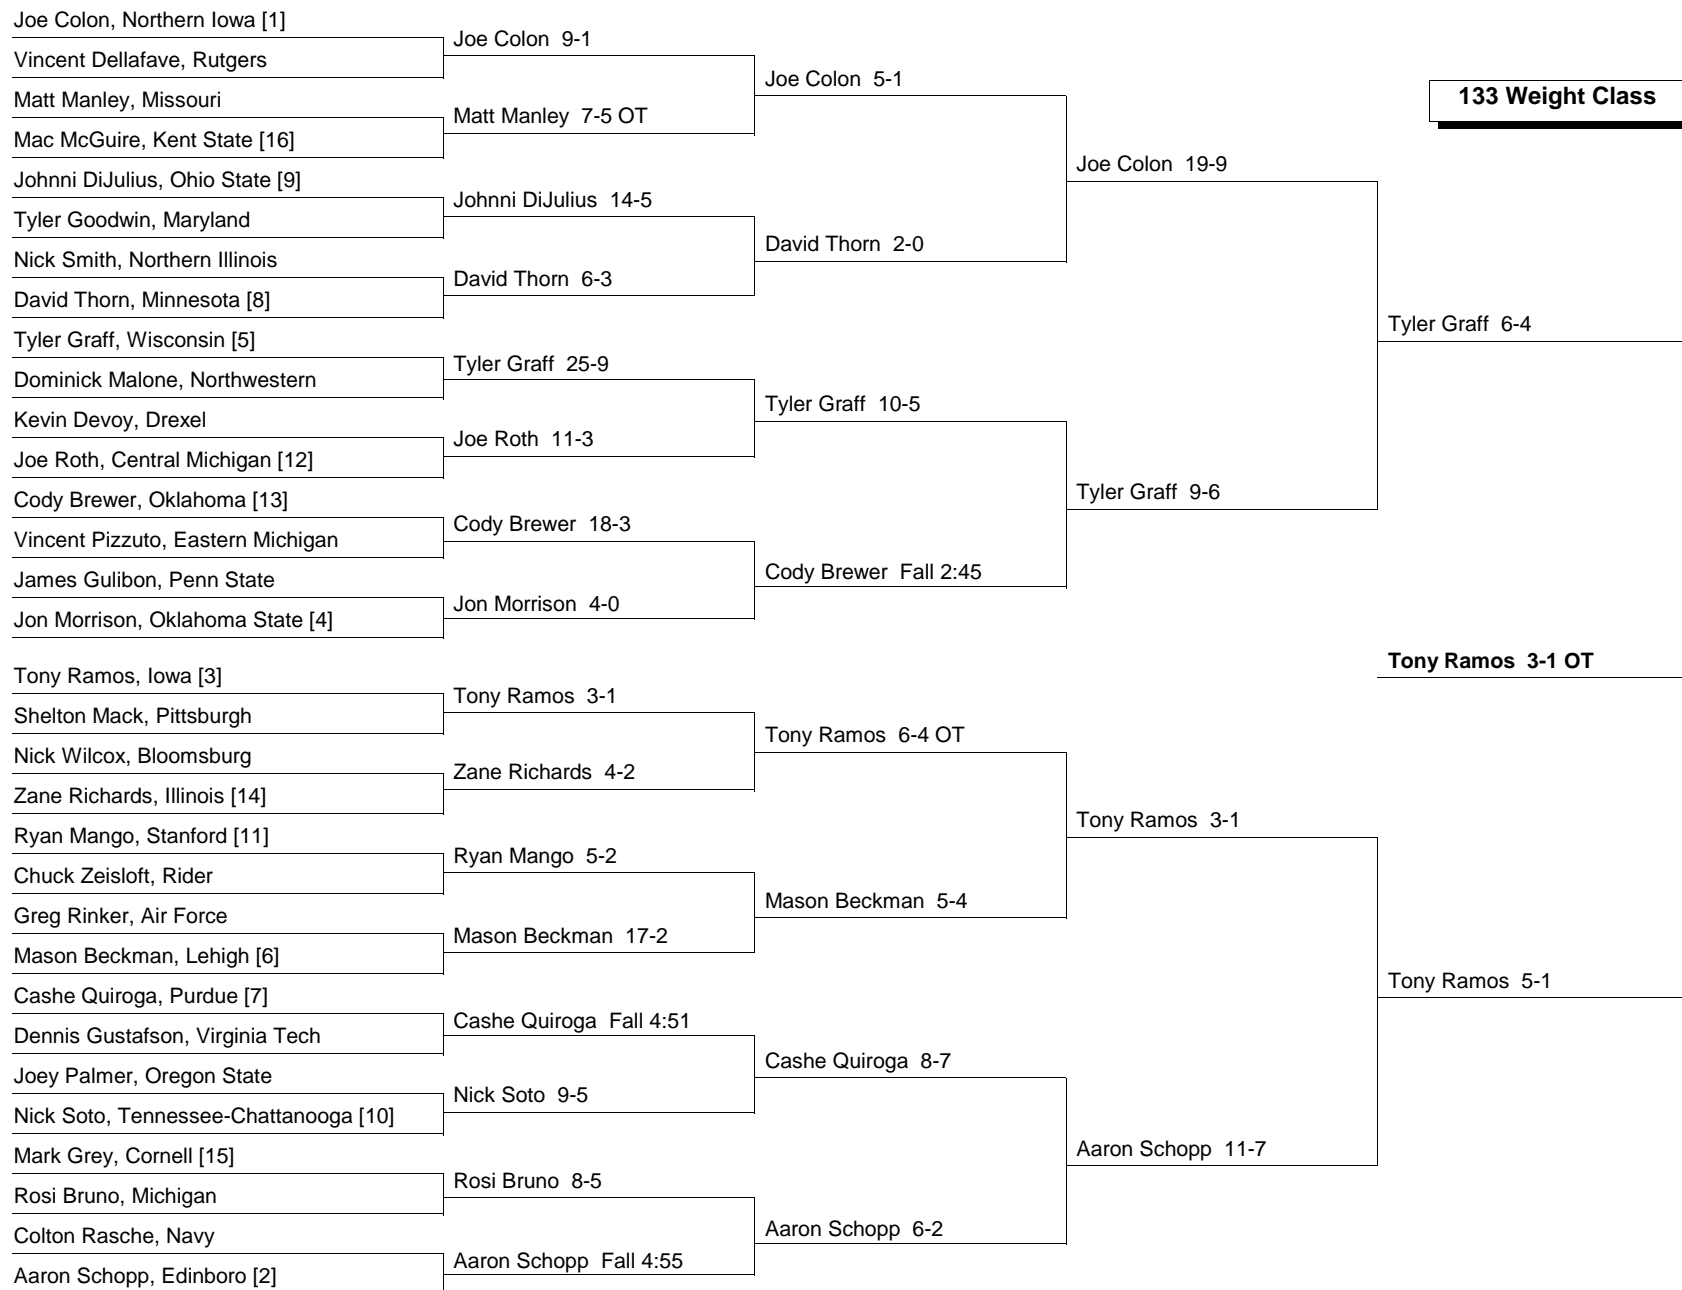 Joe Colon, Northern Iowa [1]
Vincent Dellafave, Rutgers
Matt Manley, Missouri
Mac McGuire, Kent State [16]
Johnni DiJulius, Ohio State [9]
Tyler Goodwin, Maryland
Nick Smith, Northern Illinois
David Thorn, Minnesota [8]
Tyler Graff, Wisconsin [5]
Dominick Malone, Northwestern
Kevin Devoy, Drexel
Joe Roth, Central Michigan [12]
Cody Brewer, Oklahoma [13]
Vincent Pizzuto, Eastern Michigan
James Gulibon, Penn State
Jon Morrison, Oklahoma State [4]
Tony Ramos, Iowa [3]
Shelton Mack, Pittsburgh
Nick Wilcox, Bloomsburg
Zane Richards, Illinois [14]
Ryan Mango, Stanford [11]
Chuck Zeisloft, Rider
Greg Rinker, Air Force
Mason Beckman, Lehigh [6]
Cashe Quiroga, Purdue [7]
Dennis Gustafson, Virginia Tech
Joey Palmer, Oregon State
Nick Soto, Tennessee-Chattanooga [10]
Mark Grey, Cornell [15]
Rosi Bruno, Michigan
Colton Rasche, Navy
Aaron Schopp, Edinboro [2]
Joe Colon 9-1
Matt Manley 7-5 OT
Johnni DiJulius 14-5
David Thorn 6-3
Tyler Graff 25-9
Joe Roth 11-3
Cody Brewer 18-3
Jon Morrison 4-0
Tony Ramos 3-1
Zane Richards 4-2
Ryan Mango 5-2
Mason Beckman 17-2
Cashe Quiroga Fall 4:51
Nick Soto 9-5
Rosi Bruno 8-5
Aaron Schopp Fall 4:55
Joe Colon 5-1
David Thorn 2-0
Tyler Graff 10-5
Cody Brewer Fall 2:45
Tony Ramos 6-4 OT
Mason Beckman 5-4
Cashe Quiroga 8-7
Aaron Schopp 6-2
Joe Colon 19-9
Tyler Graff 9-6
Tony Ramos 3-1
Aaron Schopp 11-7
133 Weight Class
Tyler Graff 6-4
Tony Ramos 3-1 OT
Tony Ramos 5-1